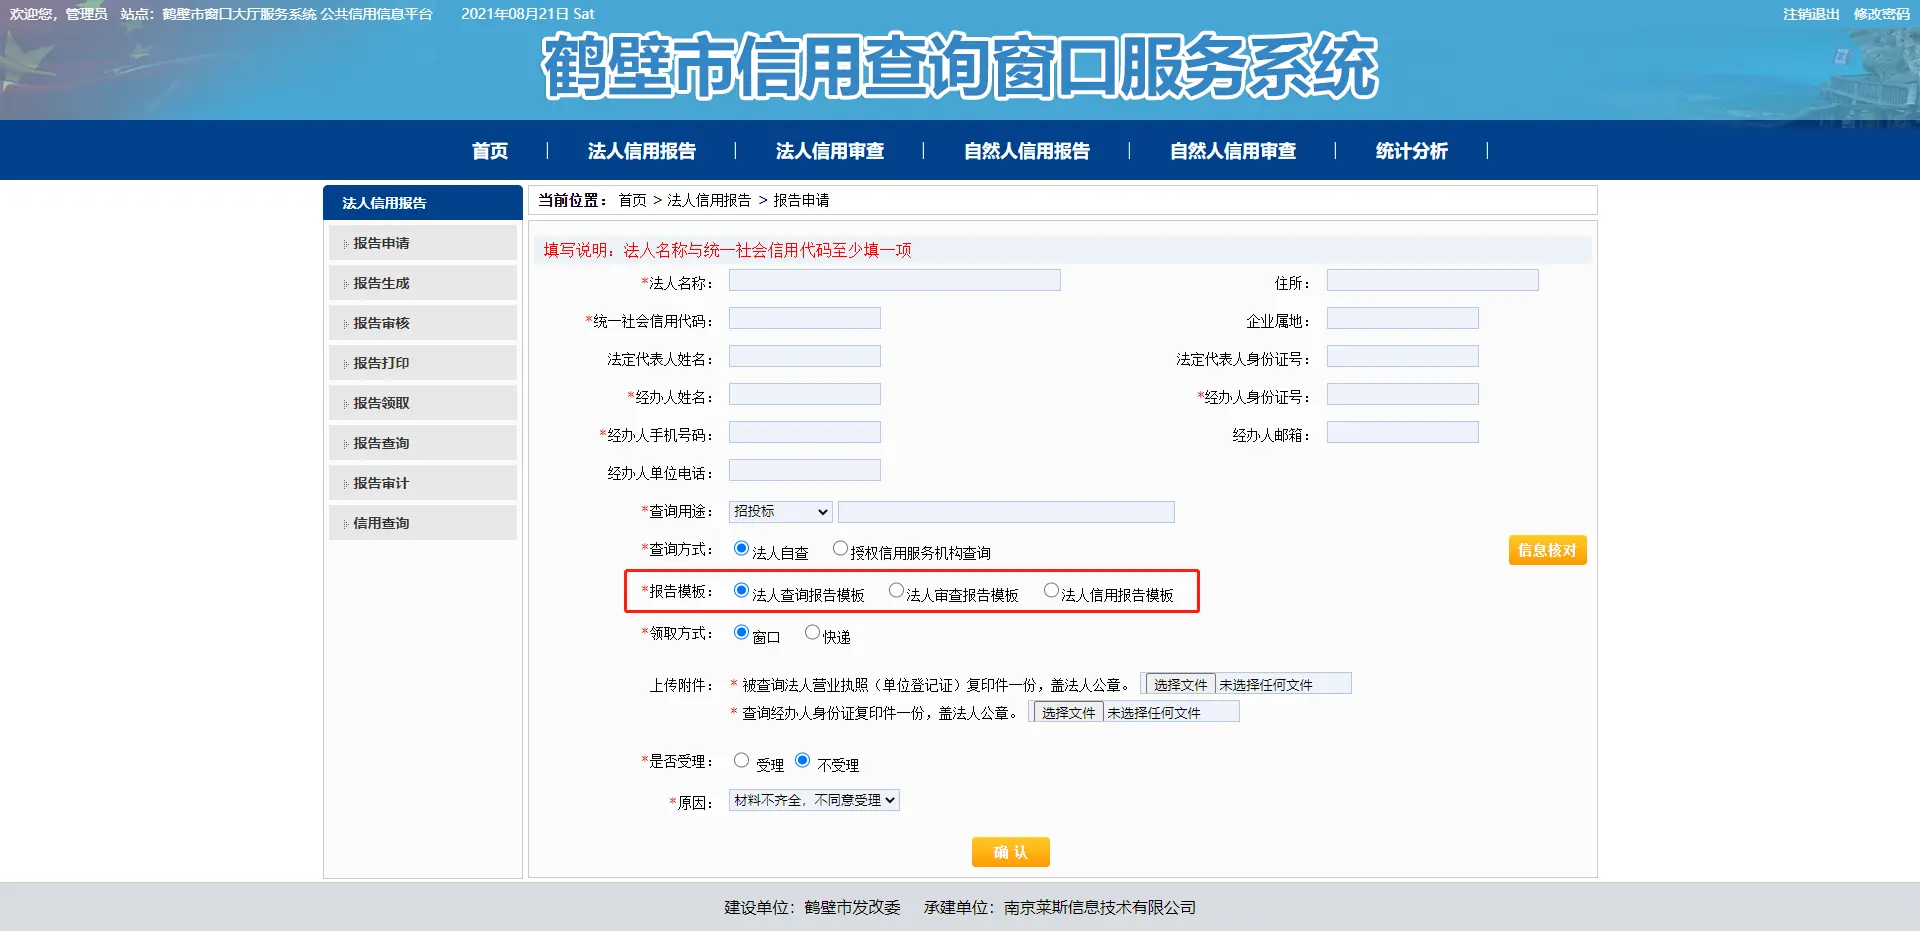 欢迎您，管理员 站点：鹤壁市窗口大厅服务系统 公共信用信息平台 2021年08月21日 Sat 注销退出 修改密码
鹤壁市信用查询窗口服务系统
首页 | 法人信用报告 | 法人信用审查 | 自然人信用报告 | 自然人信用审查 | 统计分析 |
法人信用报告
报告申请
报告生成
报告审核
报告打印
报告领取
报告查询
报告审计
信用查询
当前位置： 首页 > 法人信用报告 > 报告申请
填写说明：法人名称与统一社会信用代码至少填一项
*法人名称： 住所：
*统一社会信用代码： 企业属地：
法定代表人姓名： 法定代表人身份证号：
*经办人姓名： *经办人身份证号：
*经办人手机号码： 经办人邮箱：
经办人单位电话：
*查询用途： 招投标
*查询方式： 法人自查 授权信用服务机构查询 信息核对
*报告模板： 法人查询报告模板 法人审查报告模板 法人信用报告模板
*领取方式： 窗口 快递
上传附件： * 被查询法人营业执照（单位登记证）复印件一份，盖法人公章。 选择文件 未选择任何文件
* 查询经办人身份证复印件一份，盖法人公章。 选择文件 未选择任何文件
*是否受理： 受理 不受理
*原因： 材料不齐全，不同意受理
确 认
建设单位：鹤壁市发改委 承建单位：南京莱斯信息技术有限公司